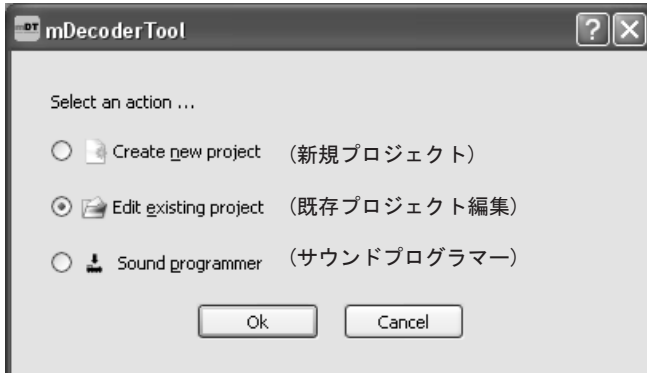 DT mDecoderTool
Select an action ...
Create new project (新規プロジェクト)
Edit existing project (既存プロジェクト編集)
Sound programmer (サウンドプログラマー)
Ok Cancel